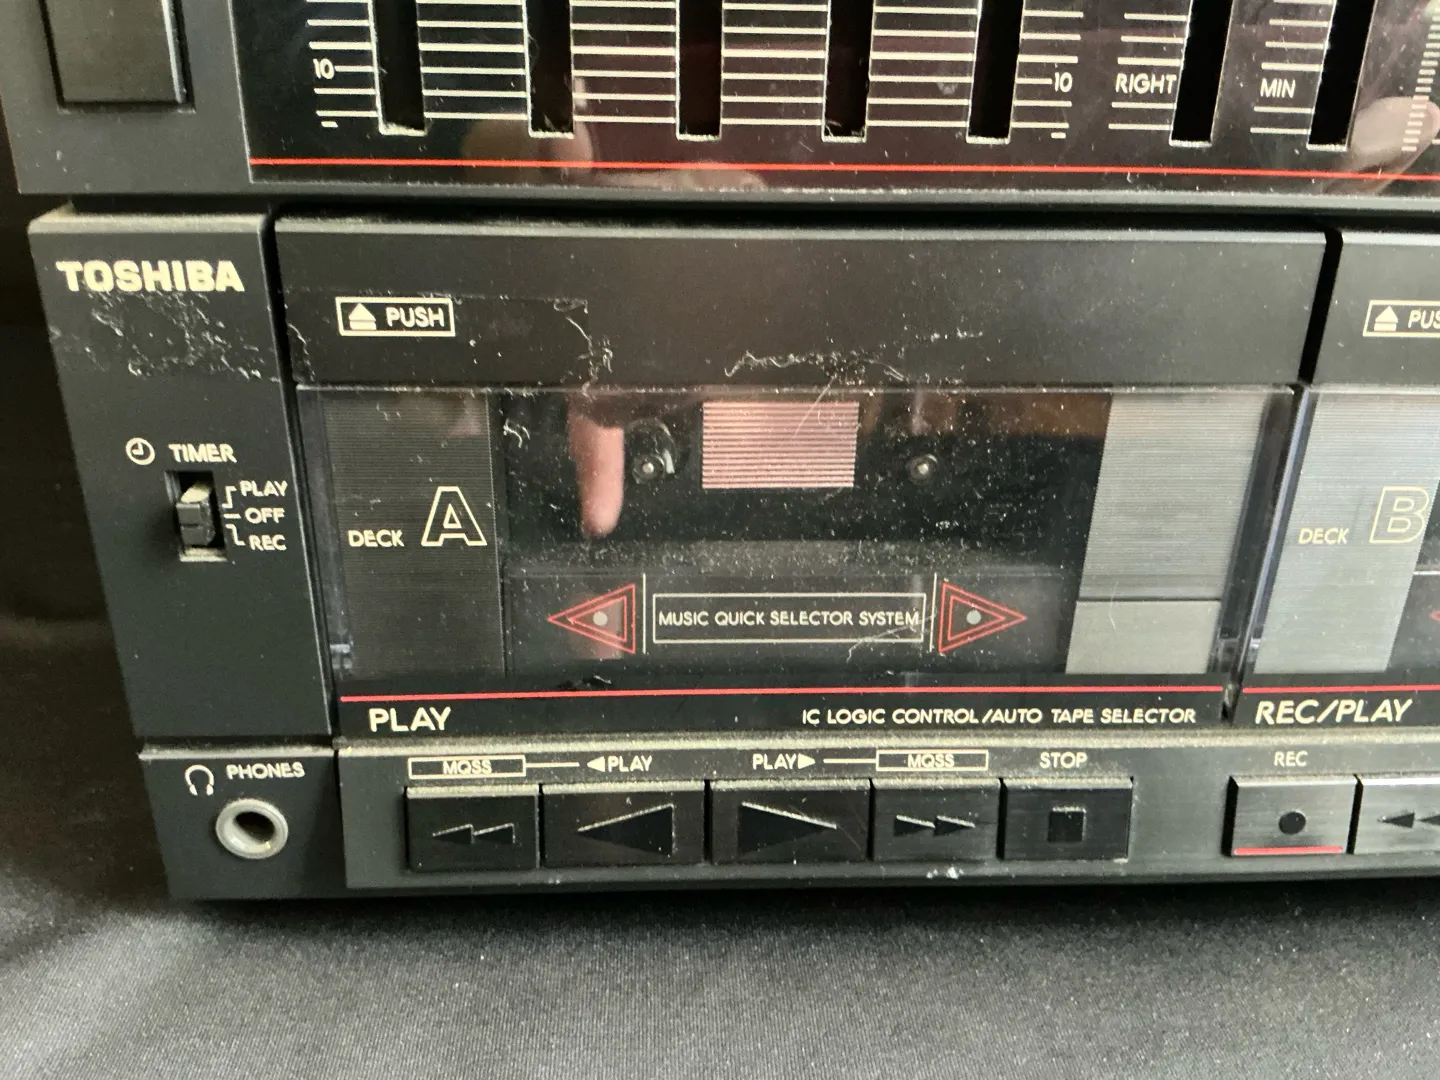 10
10
RIGHT
MIN
TOSHIBA
PUSH
TIMER
PLAY
OFF
REC
DECK A
DECK B
MUSIC QUICK SELECTOR SYSTEM
PLAY
IC LOGIC CONTROL/AUTO TAPE SELECTOR
REC/PLAY
PHONES
MQSS
◀PLAY
PLAY▶
MQSS
STOP
REC